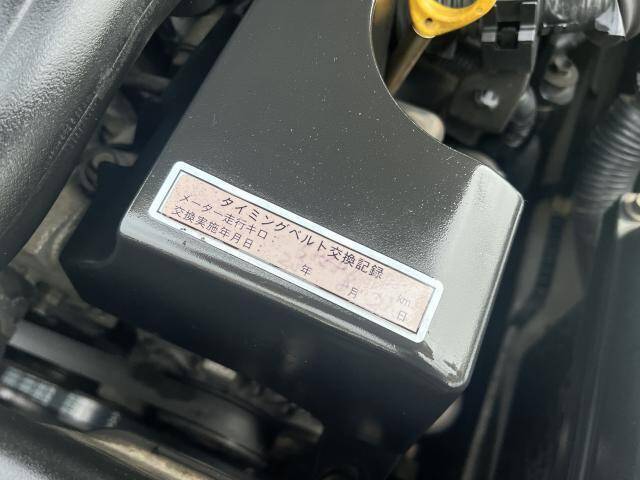 タイミングベルト交換記録
メーター走行キロ: km
交換実施年月日: 年 月 日